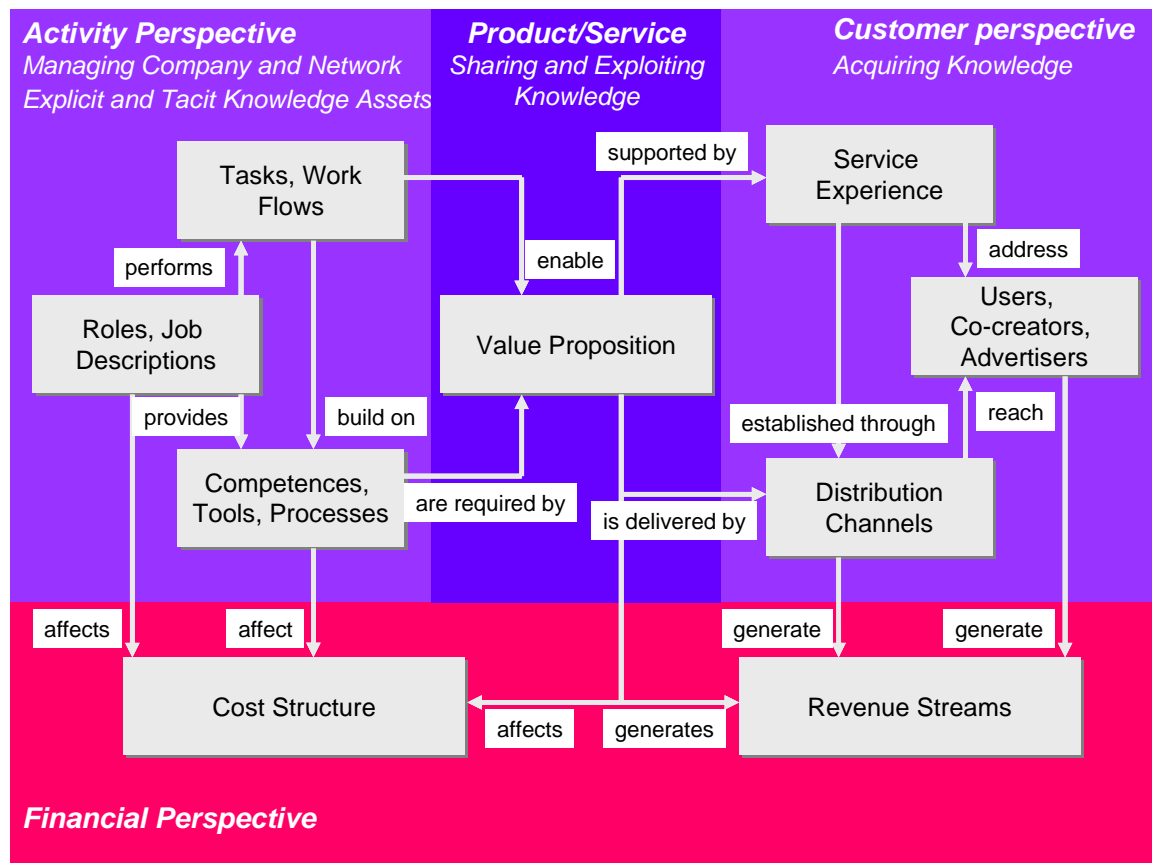 Activity Perspective
Managing Company and Network
Explicit and Tacit Knowledge Assets
Product/Service
Sharing and Exploiting
Knowledge
Customer perspective
Acquiring Knowledge
Tasks, Work
Flows
supported by
Service
Experience
performs
enable
address
Roles, Job
Descriptions
Value Proposition
Users,
Co-creators,
Advertisers
provides
build on
established through
reach
Competences,
Tools, Processes
are required by
is delivered by
Distribution
Channels
affects
affect
generate
generate
Cost Structure
affects
generates
Revenue Streams
Financial Perspective